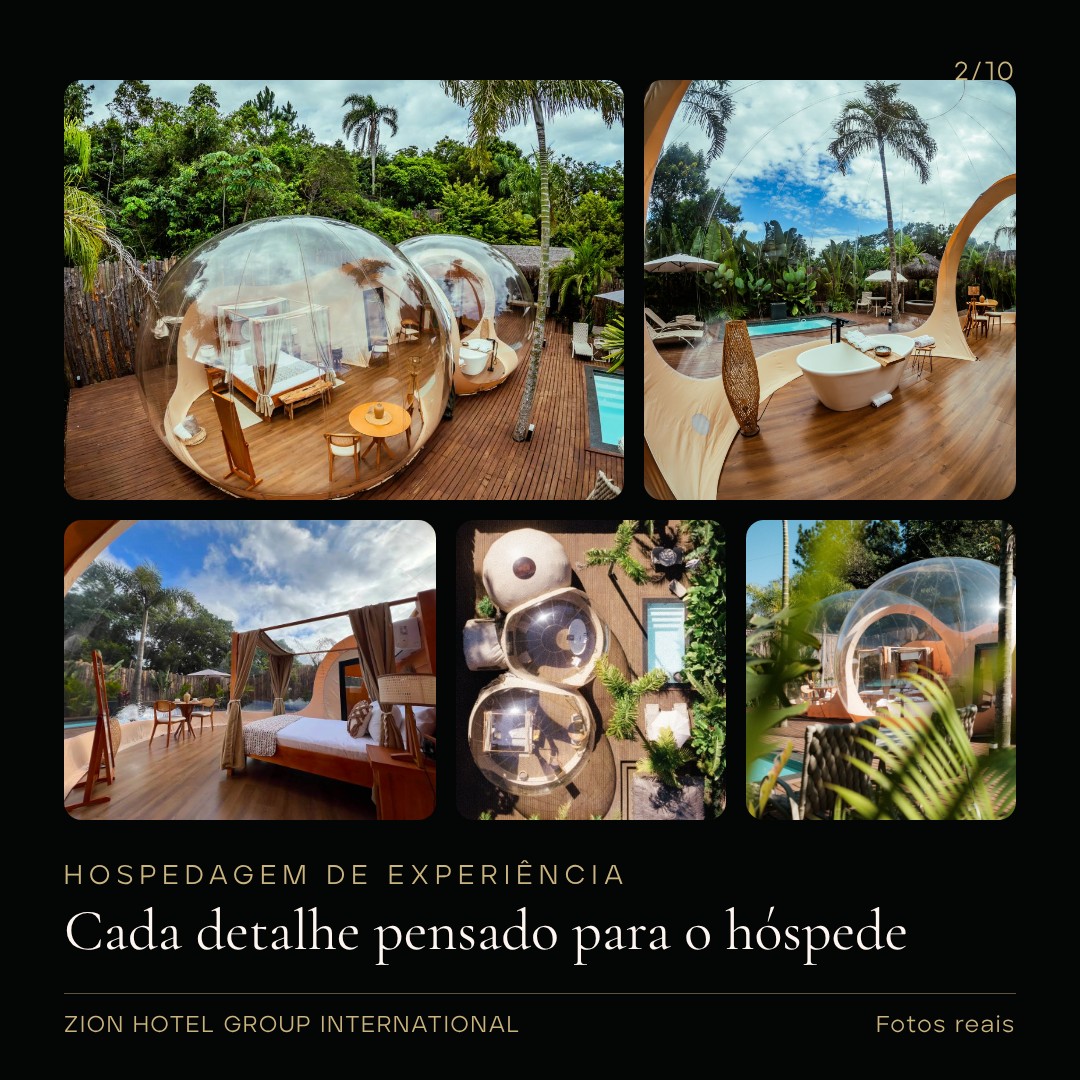 2/10
HOSPEDAGEM DE EXPERIÊNCIA
Cada detalhe pensado para o hóspede
ZION HOTEL GROUP INTERNATIONAL
Fotos reais